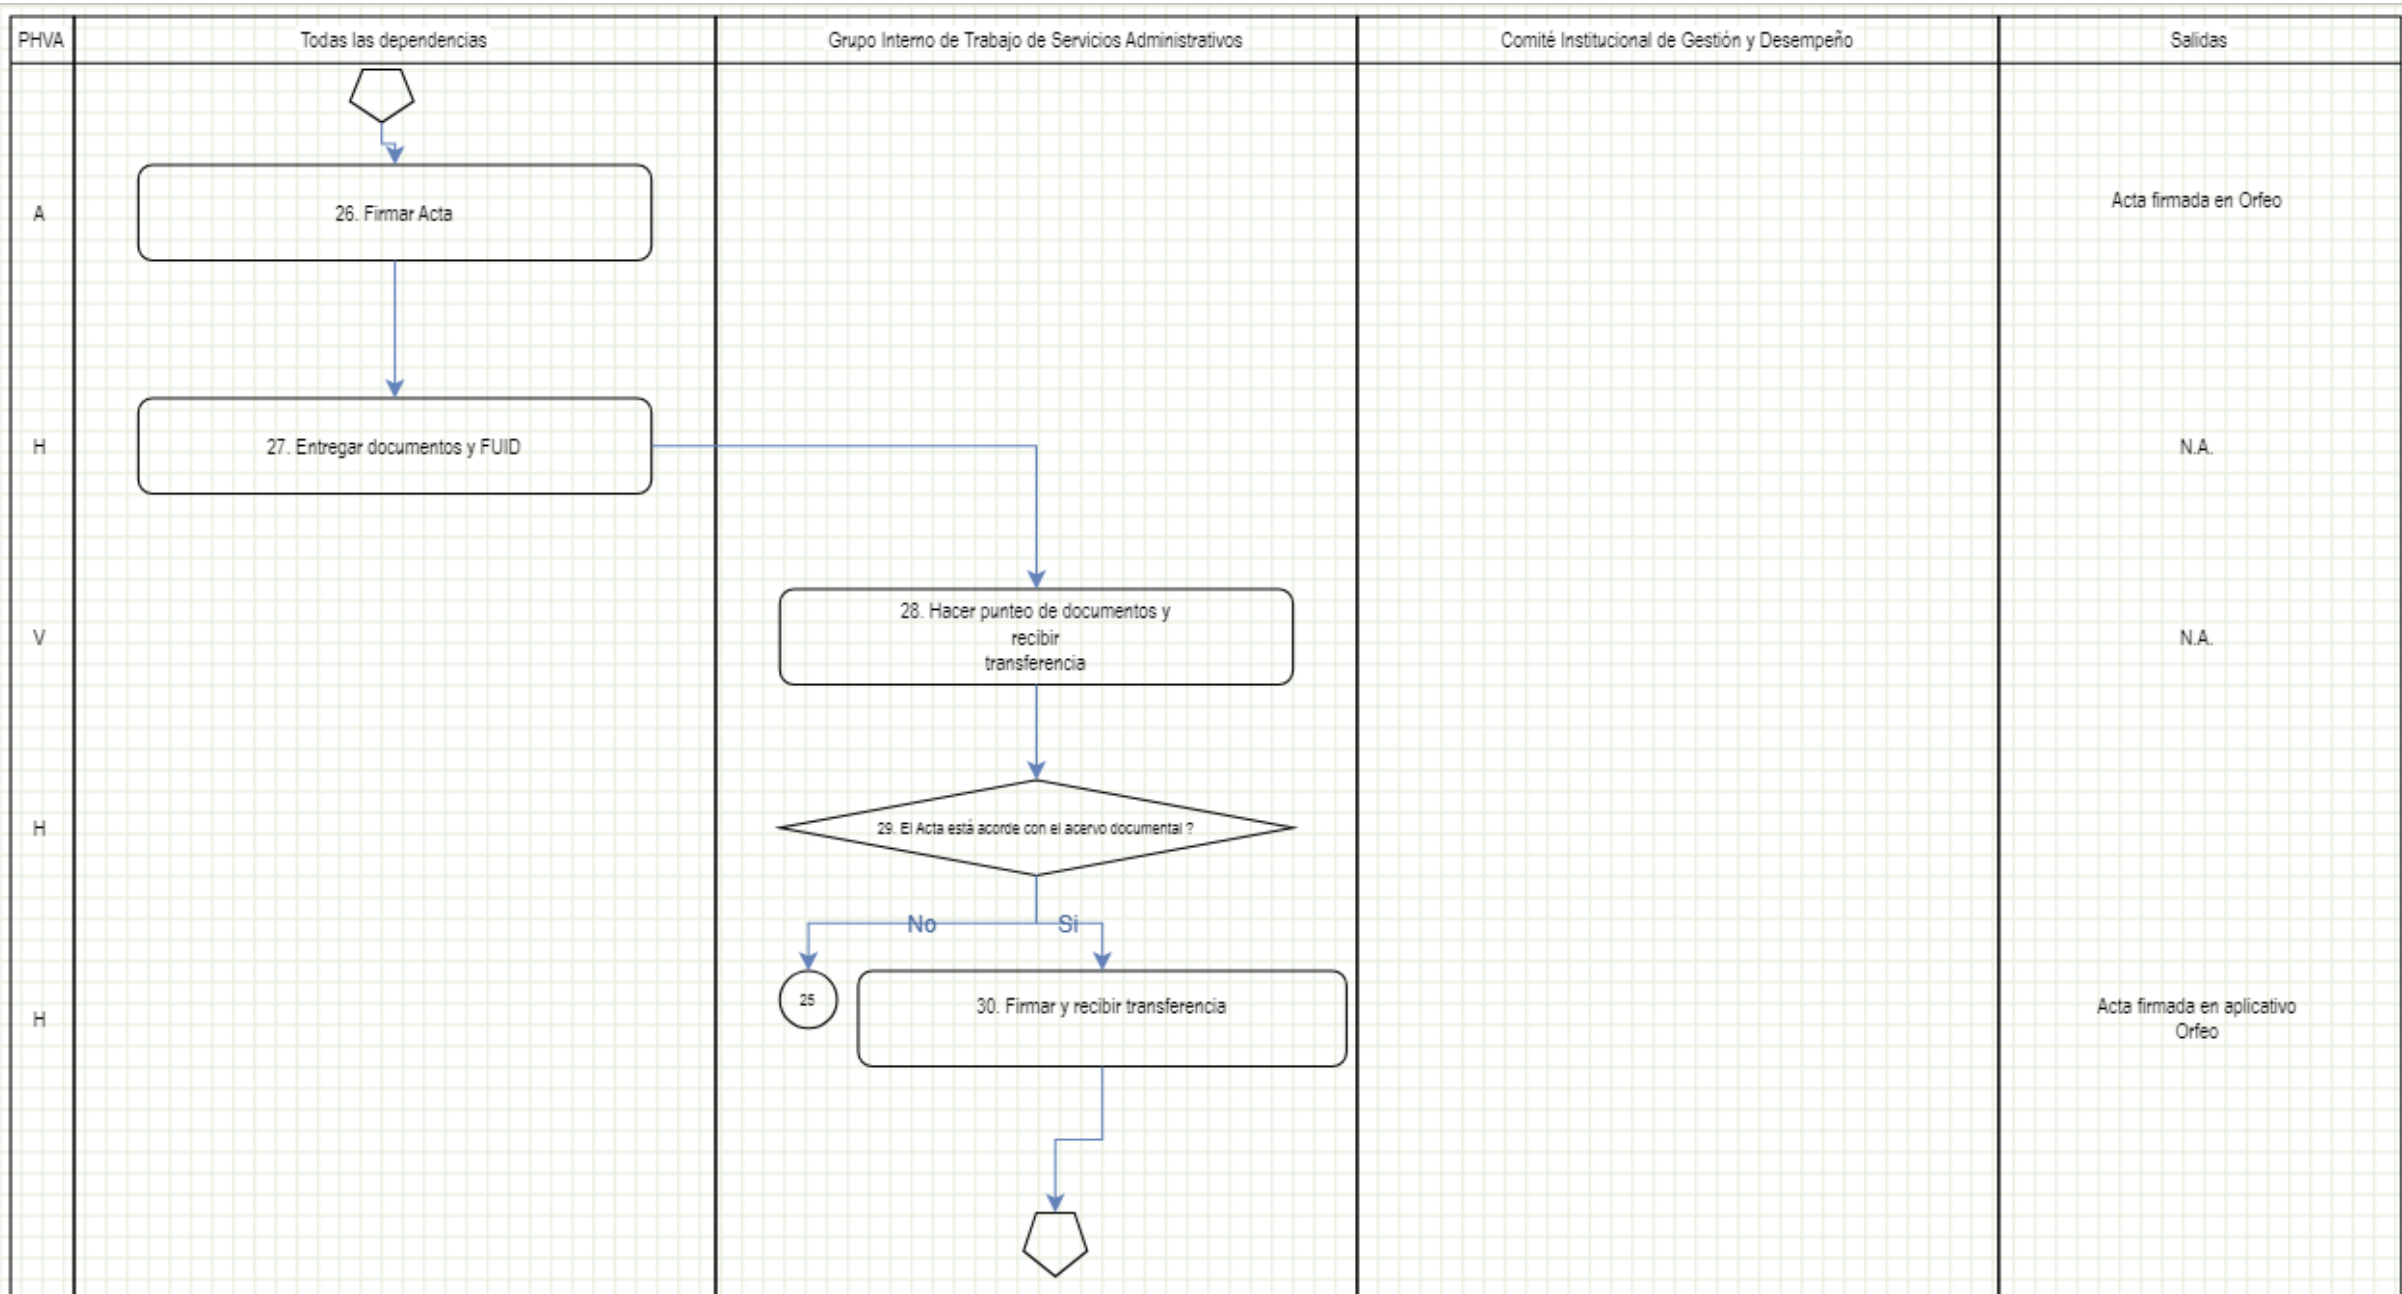 PHVA
Todas las dependencias
Grupo Interno de Trabajo de Servicios Administrativos
Comité Institucional de Gestión y Desempeño
Salidas
A
26. Firmar Acta
Acta firmada en Orfeo
H
27. Entregar documentos y FUID
N.A.
V
28. Hacer punteo de documentos y
recibir
transferencia
N.A.
H
29. El Acta está acorde con el acervo documental ?
No
Si
H
25
30. Firmar y recibir transferencia
Acta firmada en aplicativo
Orfeo